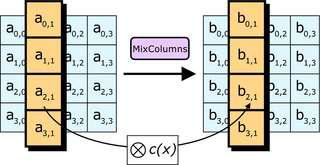 a0,1 b0,1
a0,0 a0,2 a0,3 MixColumns b0,0 b0,2 b0,3
a1,1 b1,1
a1,0 a1,2 a1,3 b1,0 b1,2 b1,3
a2,1 b2,1
a2,0 a2,2 a2,3 b2,0 b2,2 b2,3
a3,1 b3,1
a3,0 a3,2 a3,3 b3,0 b3,2 b3,3
⊗ c(x)